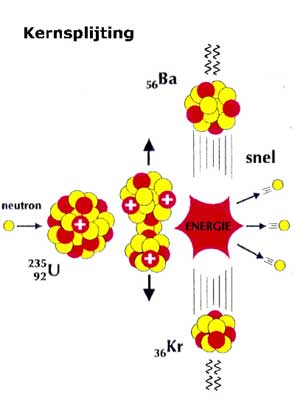 Kernsplijting
56Ba
snel
neutron
ENERGIE
235
92U
36Kr